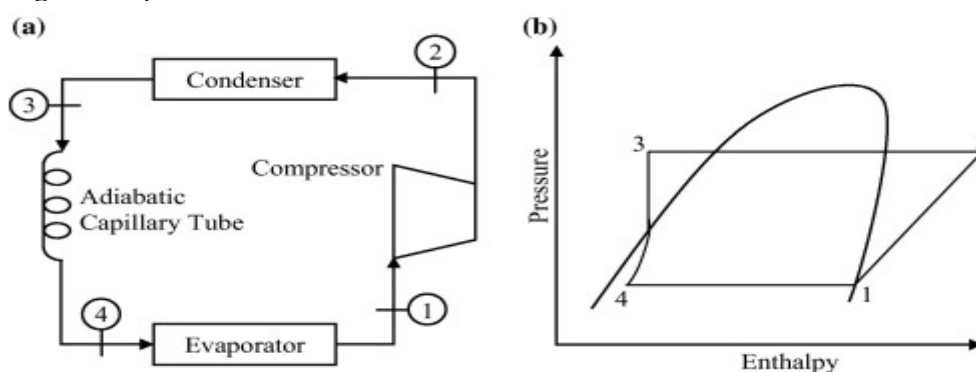 (a)
2
Condenser
3
Compressor
Adiabatic
Capillary Tube
4
1
Evaporator
(b)
Pressure
3
4
1
Enthalpy